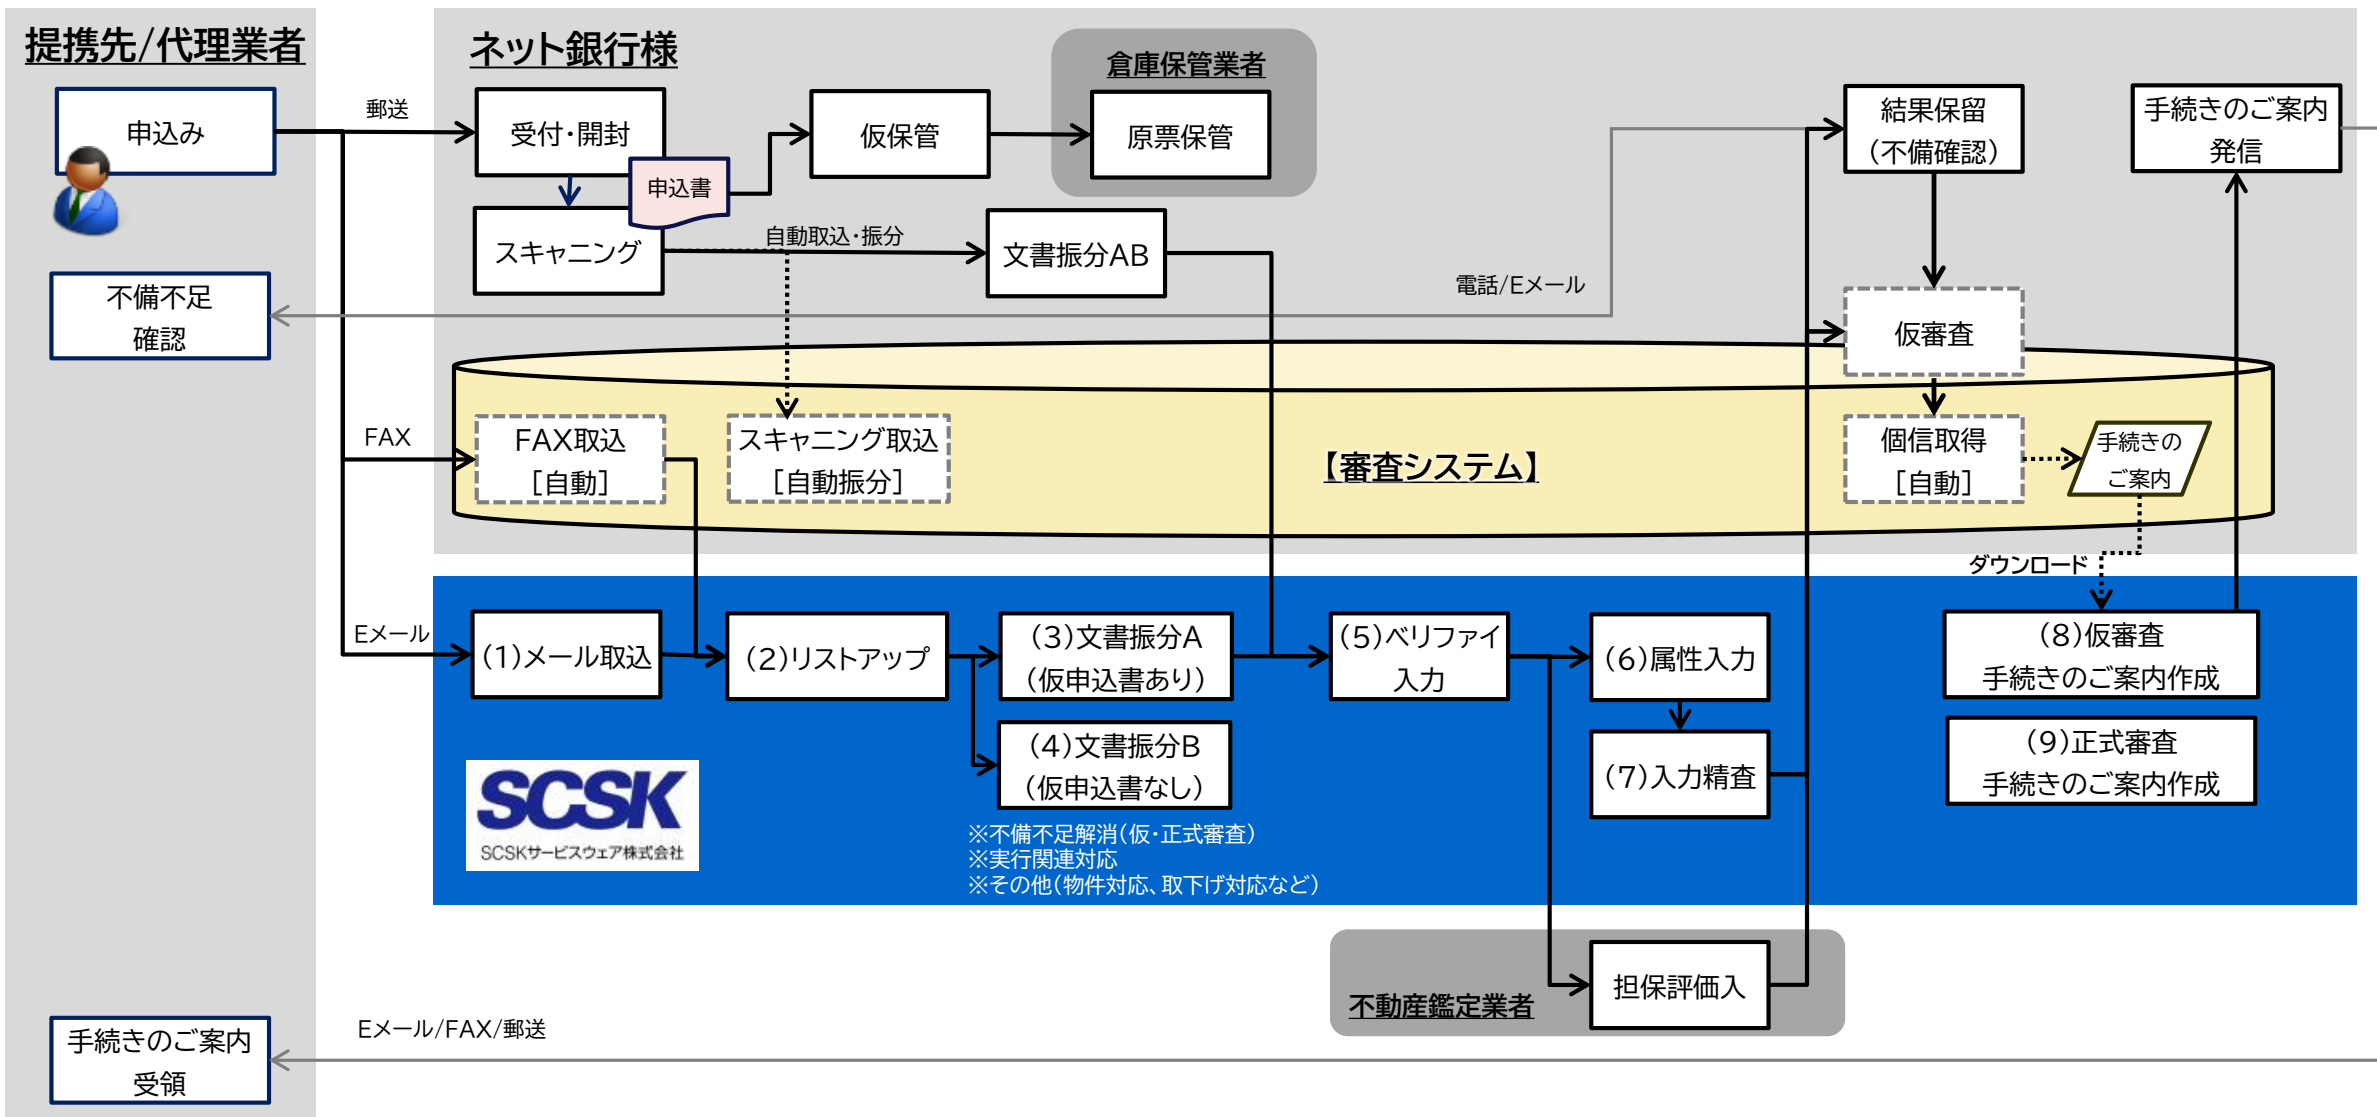 提携先/代理業者
申込み
不備不足
確認
手続きのご案内
受領
郵送
FAX
Eメール
Eメール/FAX/郵送
ネット銀行様
受付・開封
申込書
スキャニング
仮保管
倉庫保管業者
原票保管
自動取込・振分
文書振分AB
電話/Eメール
結果保留
(不備確認)
手続きのご案内
発信
仮審査
FAX取込
[自動]
スキャニング取込
[自動振分]
【審査システム】
個信取得
[自動]
手続きの
ご案内
ダウンロード
(1)メール取込
(2)リストアップ
(3)文書振分A
(仮申込書あり)
(4)文書振分B
(仮申込書なし)
※不備不足解消(仮・正式審査)
※実行関連対応
※その他(物件対応、取下げ対応など)
(5)ベリファイ
入力
(6)属性入力
(7)入力精査
(8)仮審査
手続きのご案内作成
(9)正式審査
手続きのご案内作成
SCSK
SCSKサービスウェア株式会社
不動産鑑定業者
担保評価入